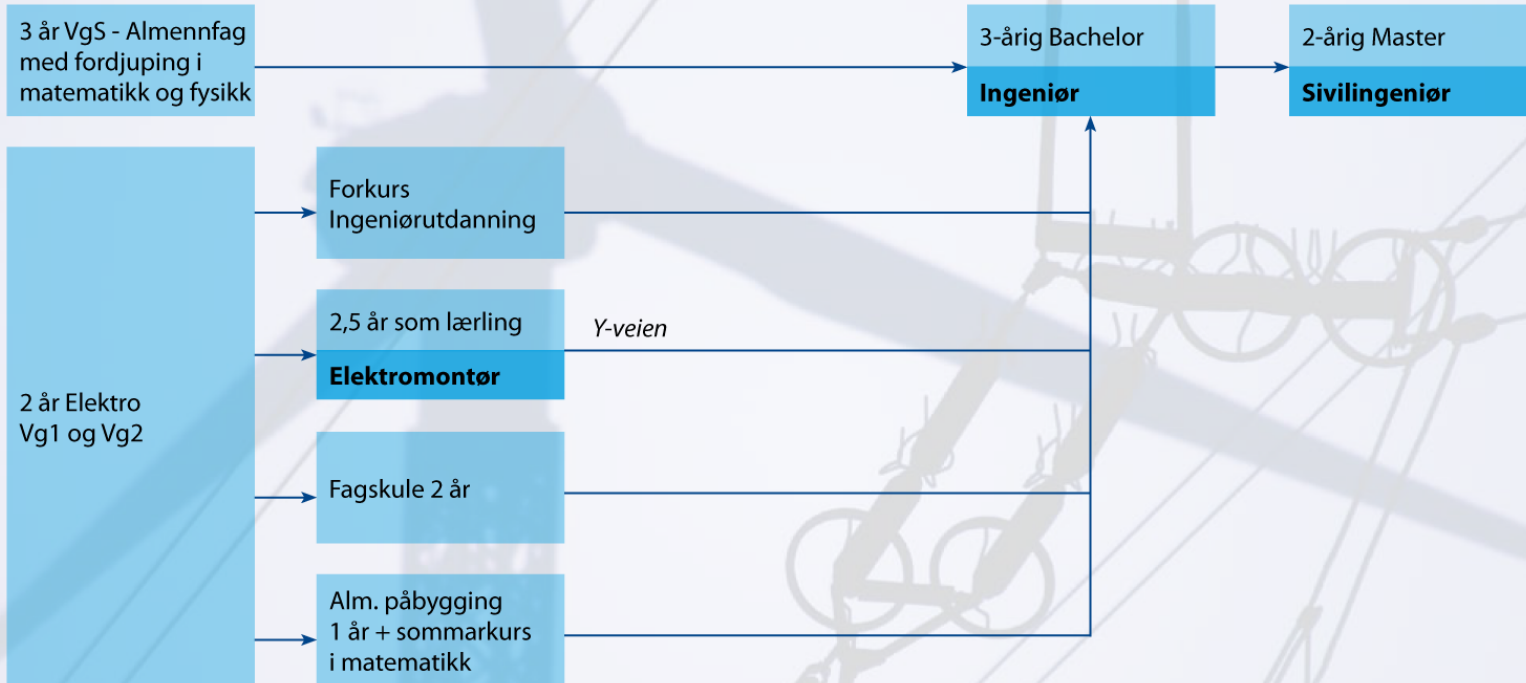 3 år VgS - Almennfag
med fordjuping i
matematikk og fysikk
3-årig Bachelor
Ingeniør
2-årig Master
Sivilingeniør
2 år Elektro
Vg1 og Vg2
Forkurs
Ingeniørutdanning
2,5 år som lærling
Elektromontør
Y-veien
Fagskule 2 år
Alm. påbygging
1 år + sommarkurs
i matematikk